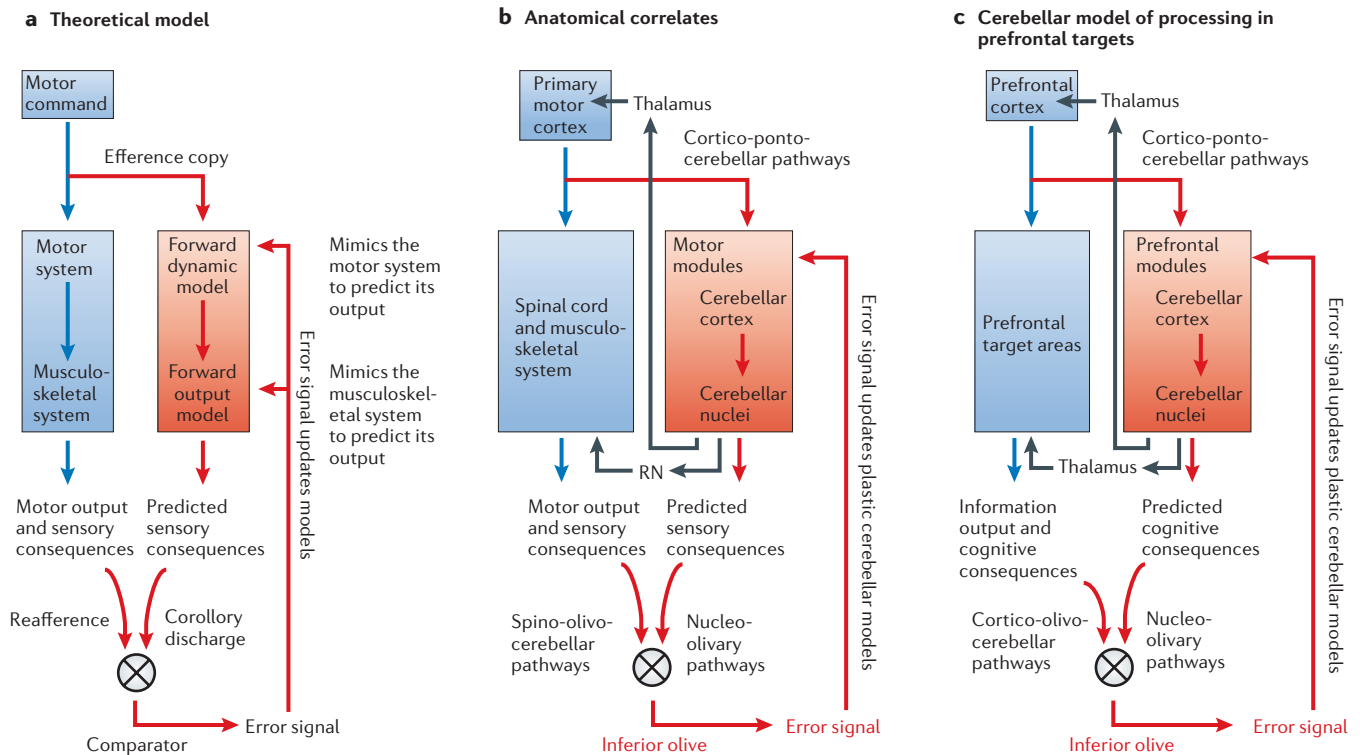 a Theoretical model
Motor
command
Efference copy
Motor
system
Musculo-
skeletal
system
Forward
dynamic
model
Forward
output
model
Mimics the
motor system
to predict its
output
Mimics the
musculoskel-
etal system
to predict its
output
Error signal updates models
Motor output
and sensory
consequences
Predicted
sensory
consequences
Reafference
Corollory
discharge
Comparator
Error signal
b Anatomical correlates
Primary
motor
cortex
Thalamus
Cortico-ponto-
cerebellar pathways
Spinal cord
and musculo-
skeletal
system
Motor
modules
Cerebellar
cortex
Cerebellar
nuclei
RN
Error signal updates plastic cerebellar models
Motor output
and sensory
consequences
Predicted
sensory
consequences
Spino-olivo-
cerebellar
pathways
Nucleo-
olivary
pathways
Inferior olive
Error signal
c Cerebellar model of processing in
prefrontal targets
Prefrontal
cortex
Thalamus
Cortico-ponto-
cerebellar pathways
Prefrontal
target areas
Prefrontal
modules
Cerebellar
cortex
Cerebellar
nuclei
Thalamus
Error signal updates plastic cerebellar models
Information
output and
cognitive
consequences
Predicted
cognitive
consequences
Cortico-olivo-
cerebellar
pathways
Nucleo-
olivary
pathways
Inferior olive
Error signal